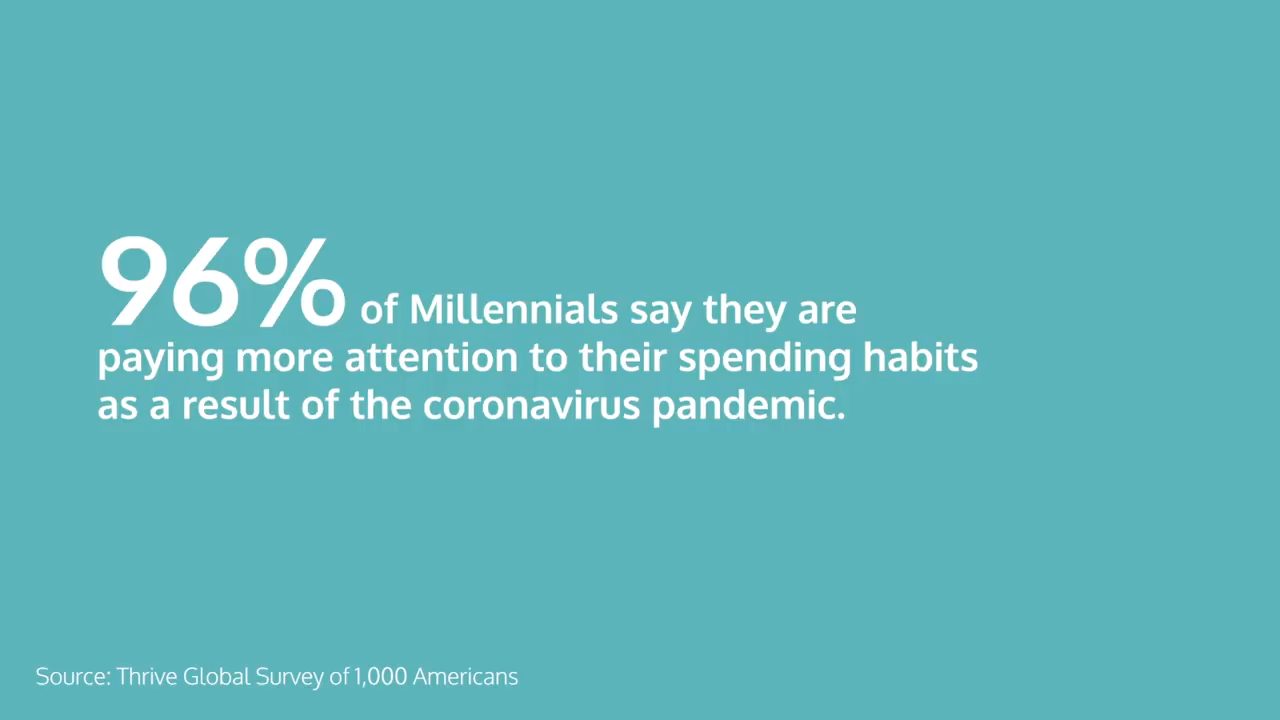 96% of Millennials say they are
paying more attention to their spending habits
as a result of the coronavirus pandemic.
Source: Thrive Global Survey of 1,000 Americans